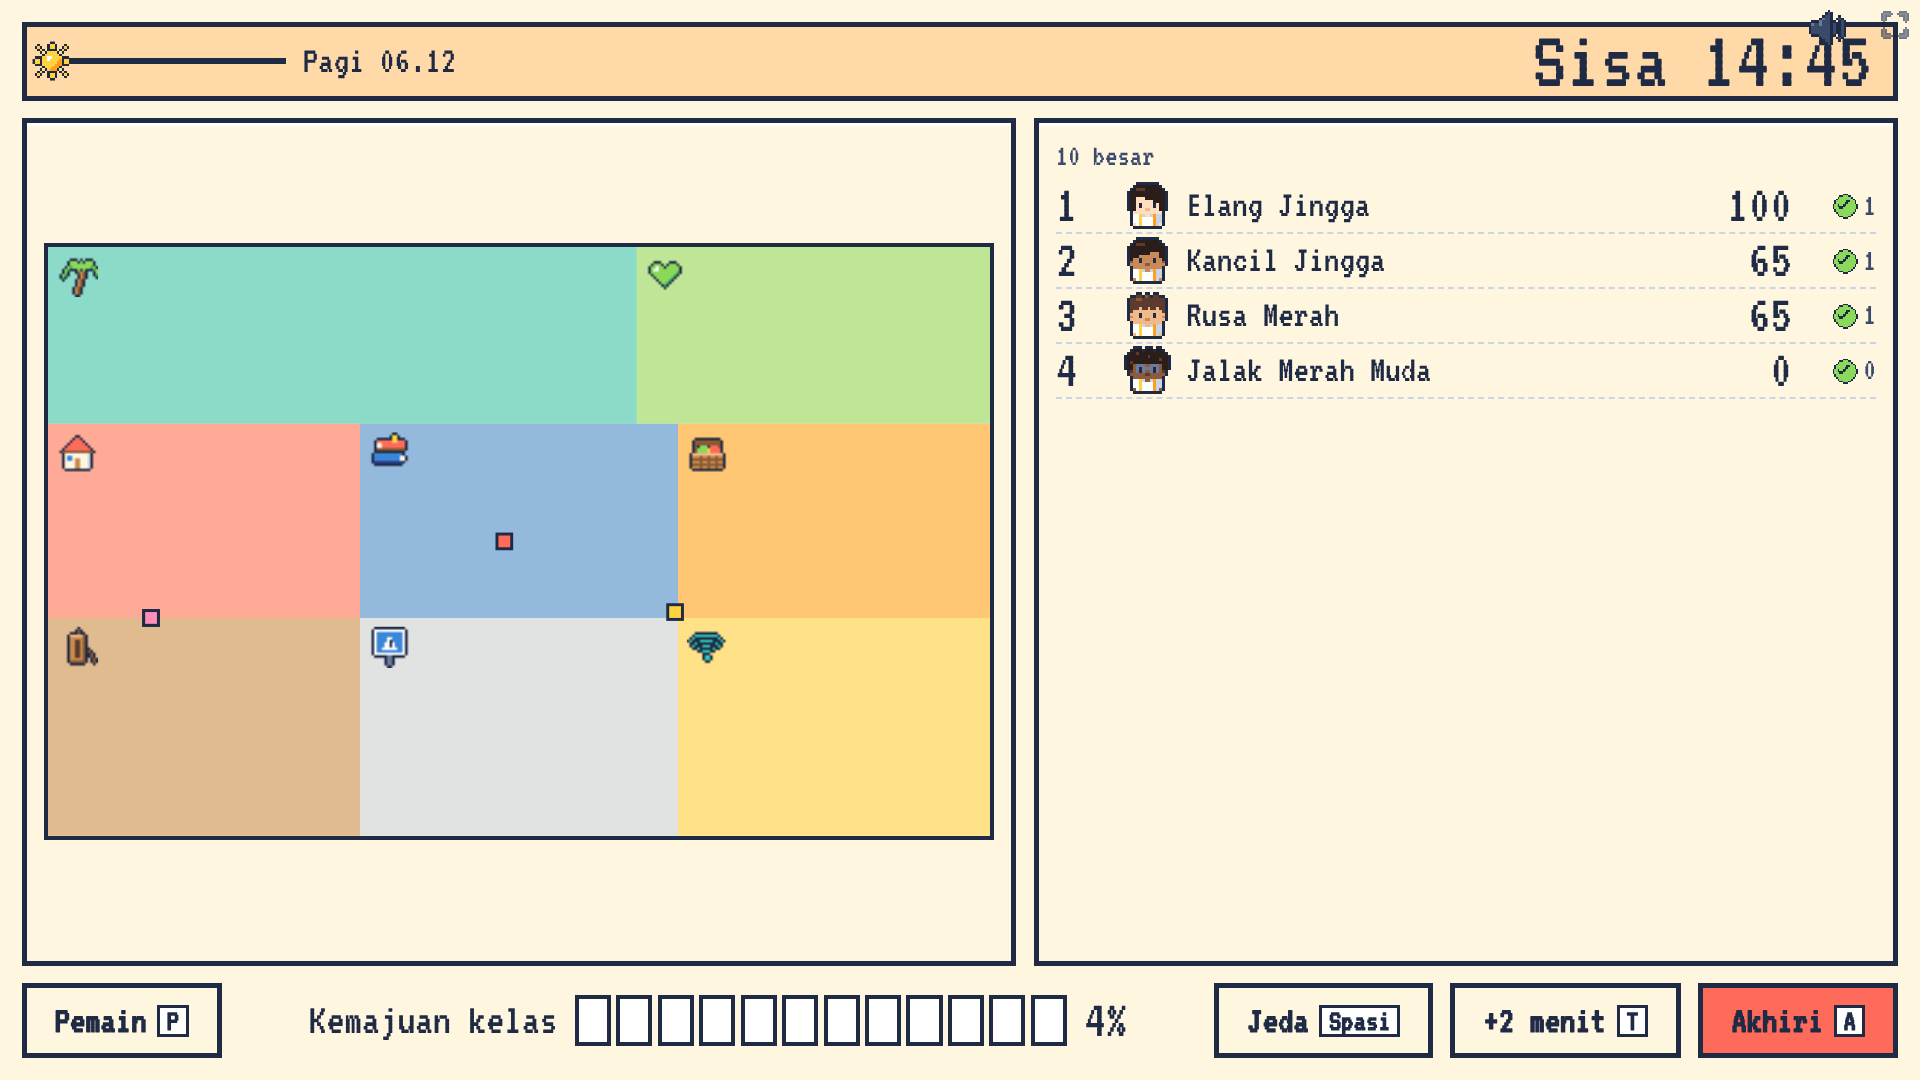 Pagi 06.12
Sisa 14:45
10 besar
1 Elang Jingga 100 1
2 Kancil Jingga 65 1
3 Rusa Merah 65 1
4 Jalak Merah Muda 0 0
Pemain P
Kemajuan kelas 4%
Jeda Spasi
+2 menit T
Akhiri A